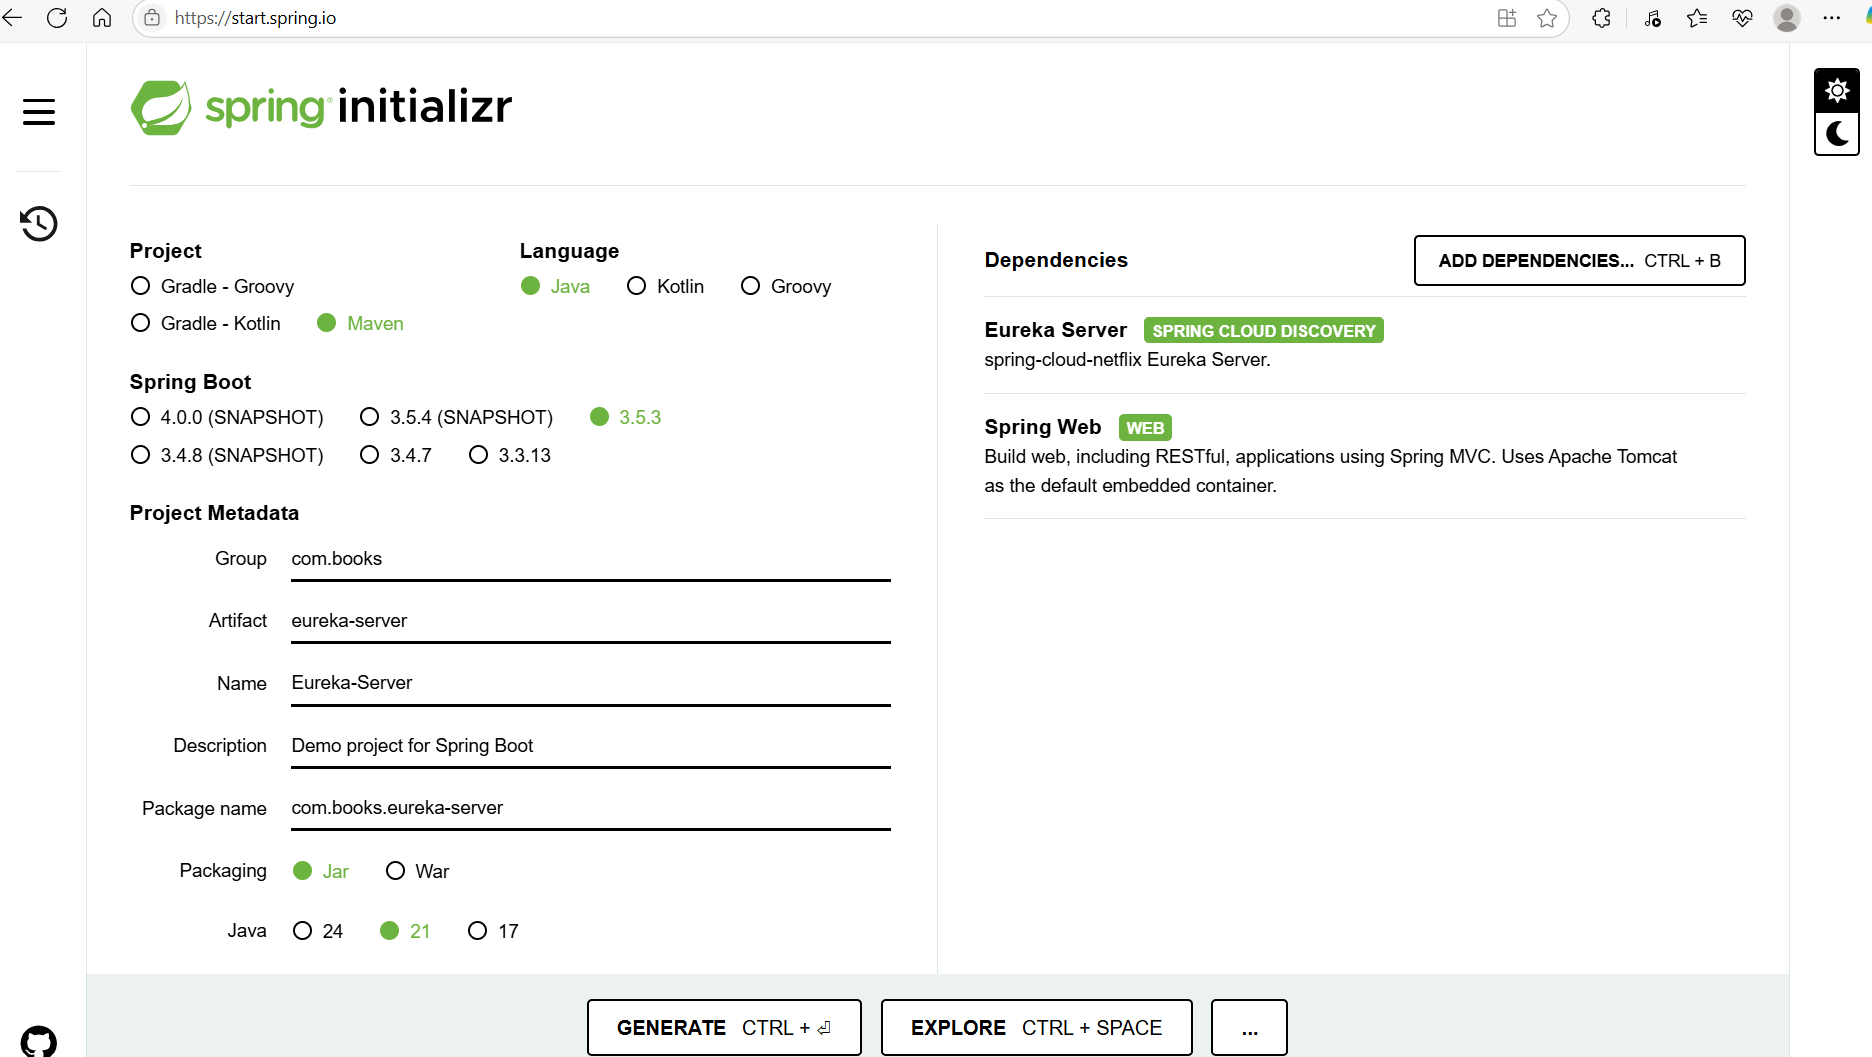 https://start.spring.io
spring initializr
Project
Gradle - Groovy
Gradle - Kotlin Maven
Language
Java Kotlin Groovy
Spring Boot
4.0.0 (SNAPSHOT) 3.5.4 (SNAPSHOT) 3.5.3
3.4.8 (SNAPSHOT) 3.4.7 3.3.13
Project Metadata
Group com.books
Artifact eureka-server
Name Eureka-Server
Description Demo project for Spring Boot
Package name com.books.eureka-server
Packaging Jar War
Java 24 21 17
Dependencies
ADD DEPENDENCIES... CTRL + B
Eureka Server SPRING CLOUD DISCOVERY
spring-cloud-netflix Eureka Server.
Spring Web WEB
Build web, including RESTful, applications using Spring MVC. Uses Apache Tomcat
as the default embedded container.
GENERATE CTRL + ⏎ EXPLORE CTRL + SPACE ...